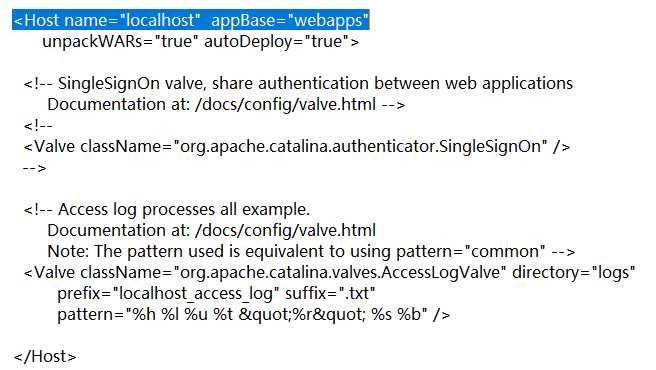 <Host name="localhost"  appBase="webapps"
unpackWARs="true" autoDeploy="true">
<!-- SingleSignOn valve, share authentication between web applications
Documentation at: /docs/config/valve.html -->
<!--
<Valve className="org.apache.catalina.authenticator.SingleSignOn" />
-->
<!-- Access log processes all example.
Documentation at: /docs/config/valve.html
Note: The pattern used is equivalent to using pattern="common" -->
<Valve className="org.apache.catalina.valves.AccessLogValve" directory="logs"
prefix="localhost_access_log" suffix=".txt"
pattern="%h %l %u %t &quot;%r&quot; %s %b" />
</Host>